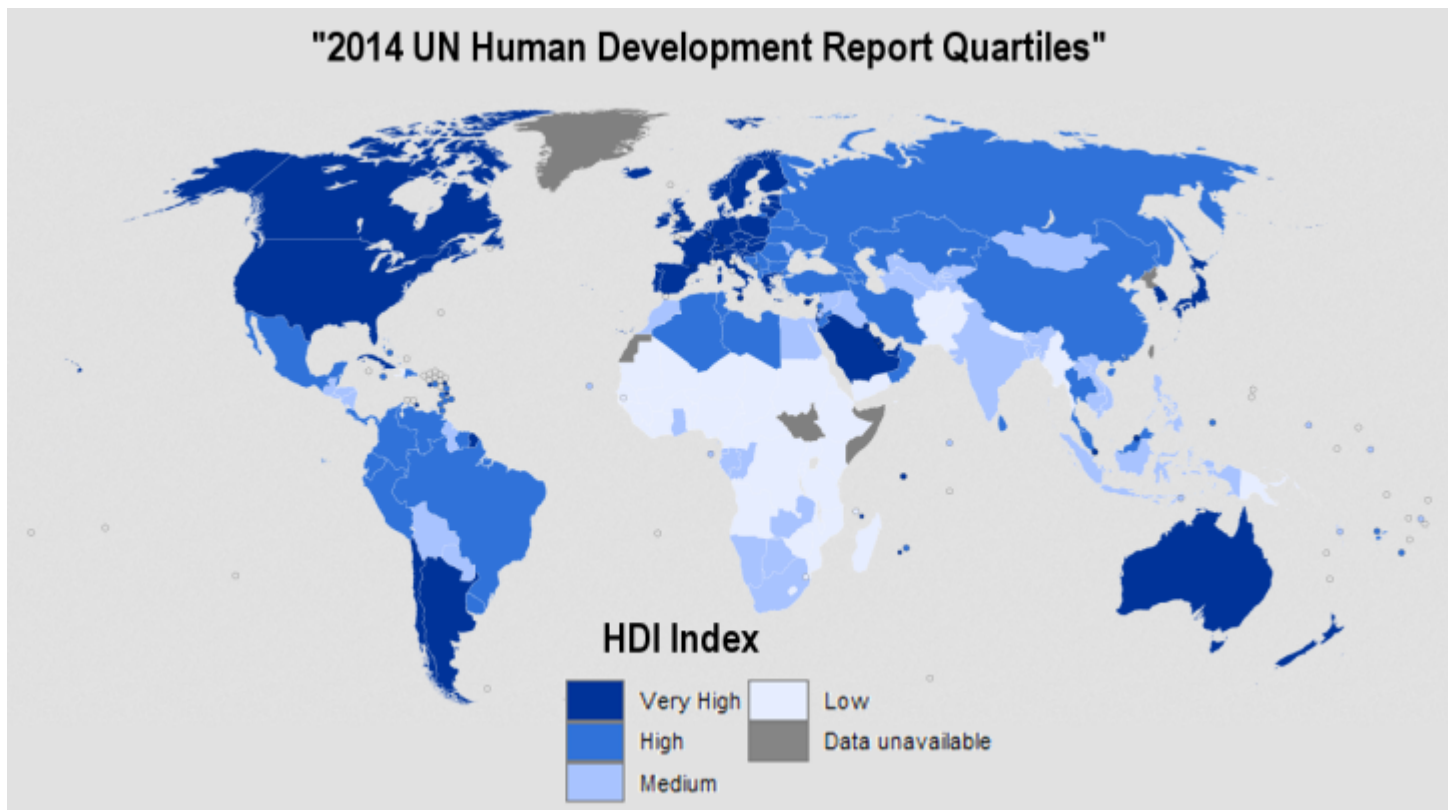 "2014 UN Human Development Report Quartiles"
HDI Index
Very High
High
Medium
Low
Data unavailable